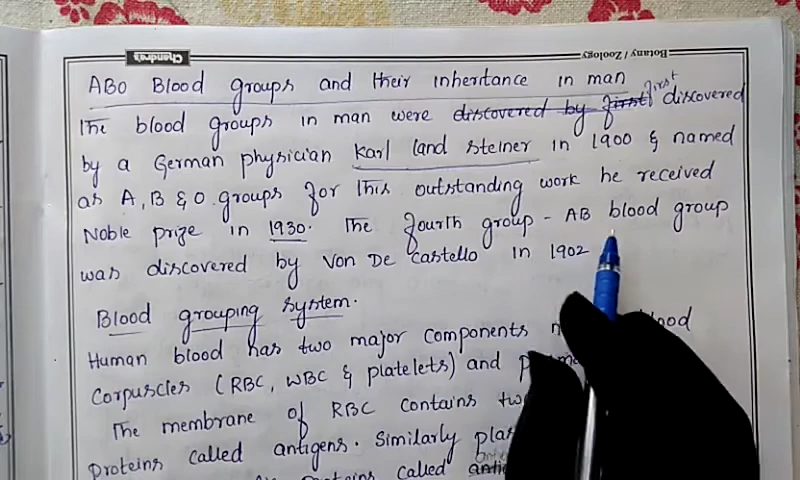 Chandra's
Botany / Zoology
ABO Blood groups and their inheritance in man
The blood groups in man were discovered by first first discovered
by a German physician Karl land steiner in 1900 & named
as A, B & O groups for this outstanding work he received
Noble prize in 1930. The fourth group - AB blood group
was discovered by Von De Castello in 1902
Blood grouping system.
Human blood has two major components blood
corpuscles (RBC, WBC & platelets) and
The membrane of RBC contains
proteins called antigens. Similarly
called